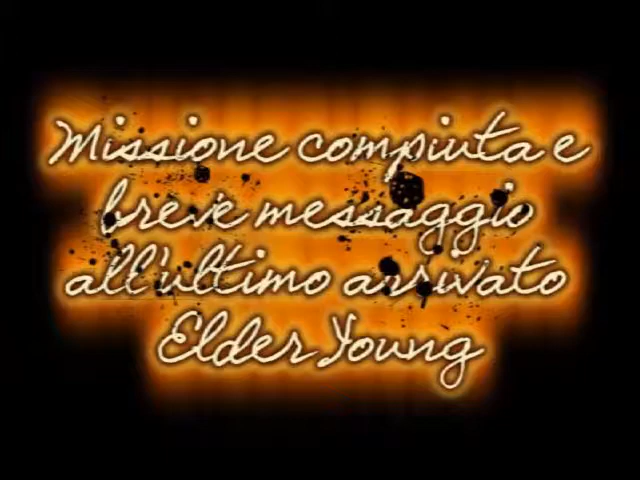 Missione compiuta e
breve messaggio
all'ultimo arrivato
Elder Young